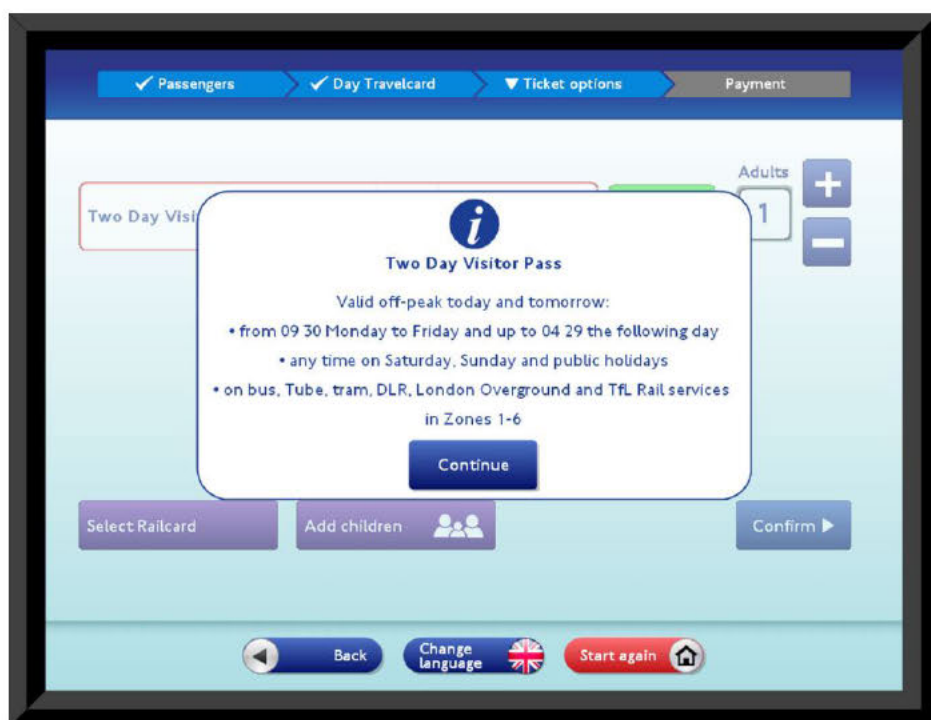 ✓ Passengers
✓ Day Travelcard
▼ Ticket options
Payment
Adults
Two Day Visi
1
i
Two Day Visitor Pass
Valid off-peak today and tomorrow:
• from 09 30 Monday to Friday and up to 04 29 the following day
• any time on Saturday, Sunday and public holidays
• on bus, Tube, tram, DLR, London Overground and TfL Rail services
in Zones 1-6
Continue
Select Railcard
Add children
Confirm ▶
Back
Change
language
Start again